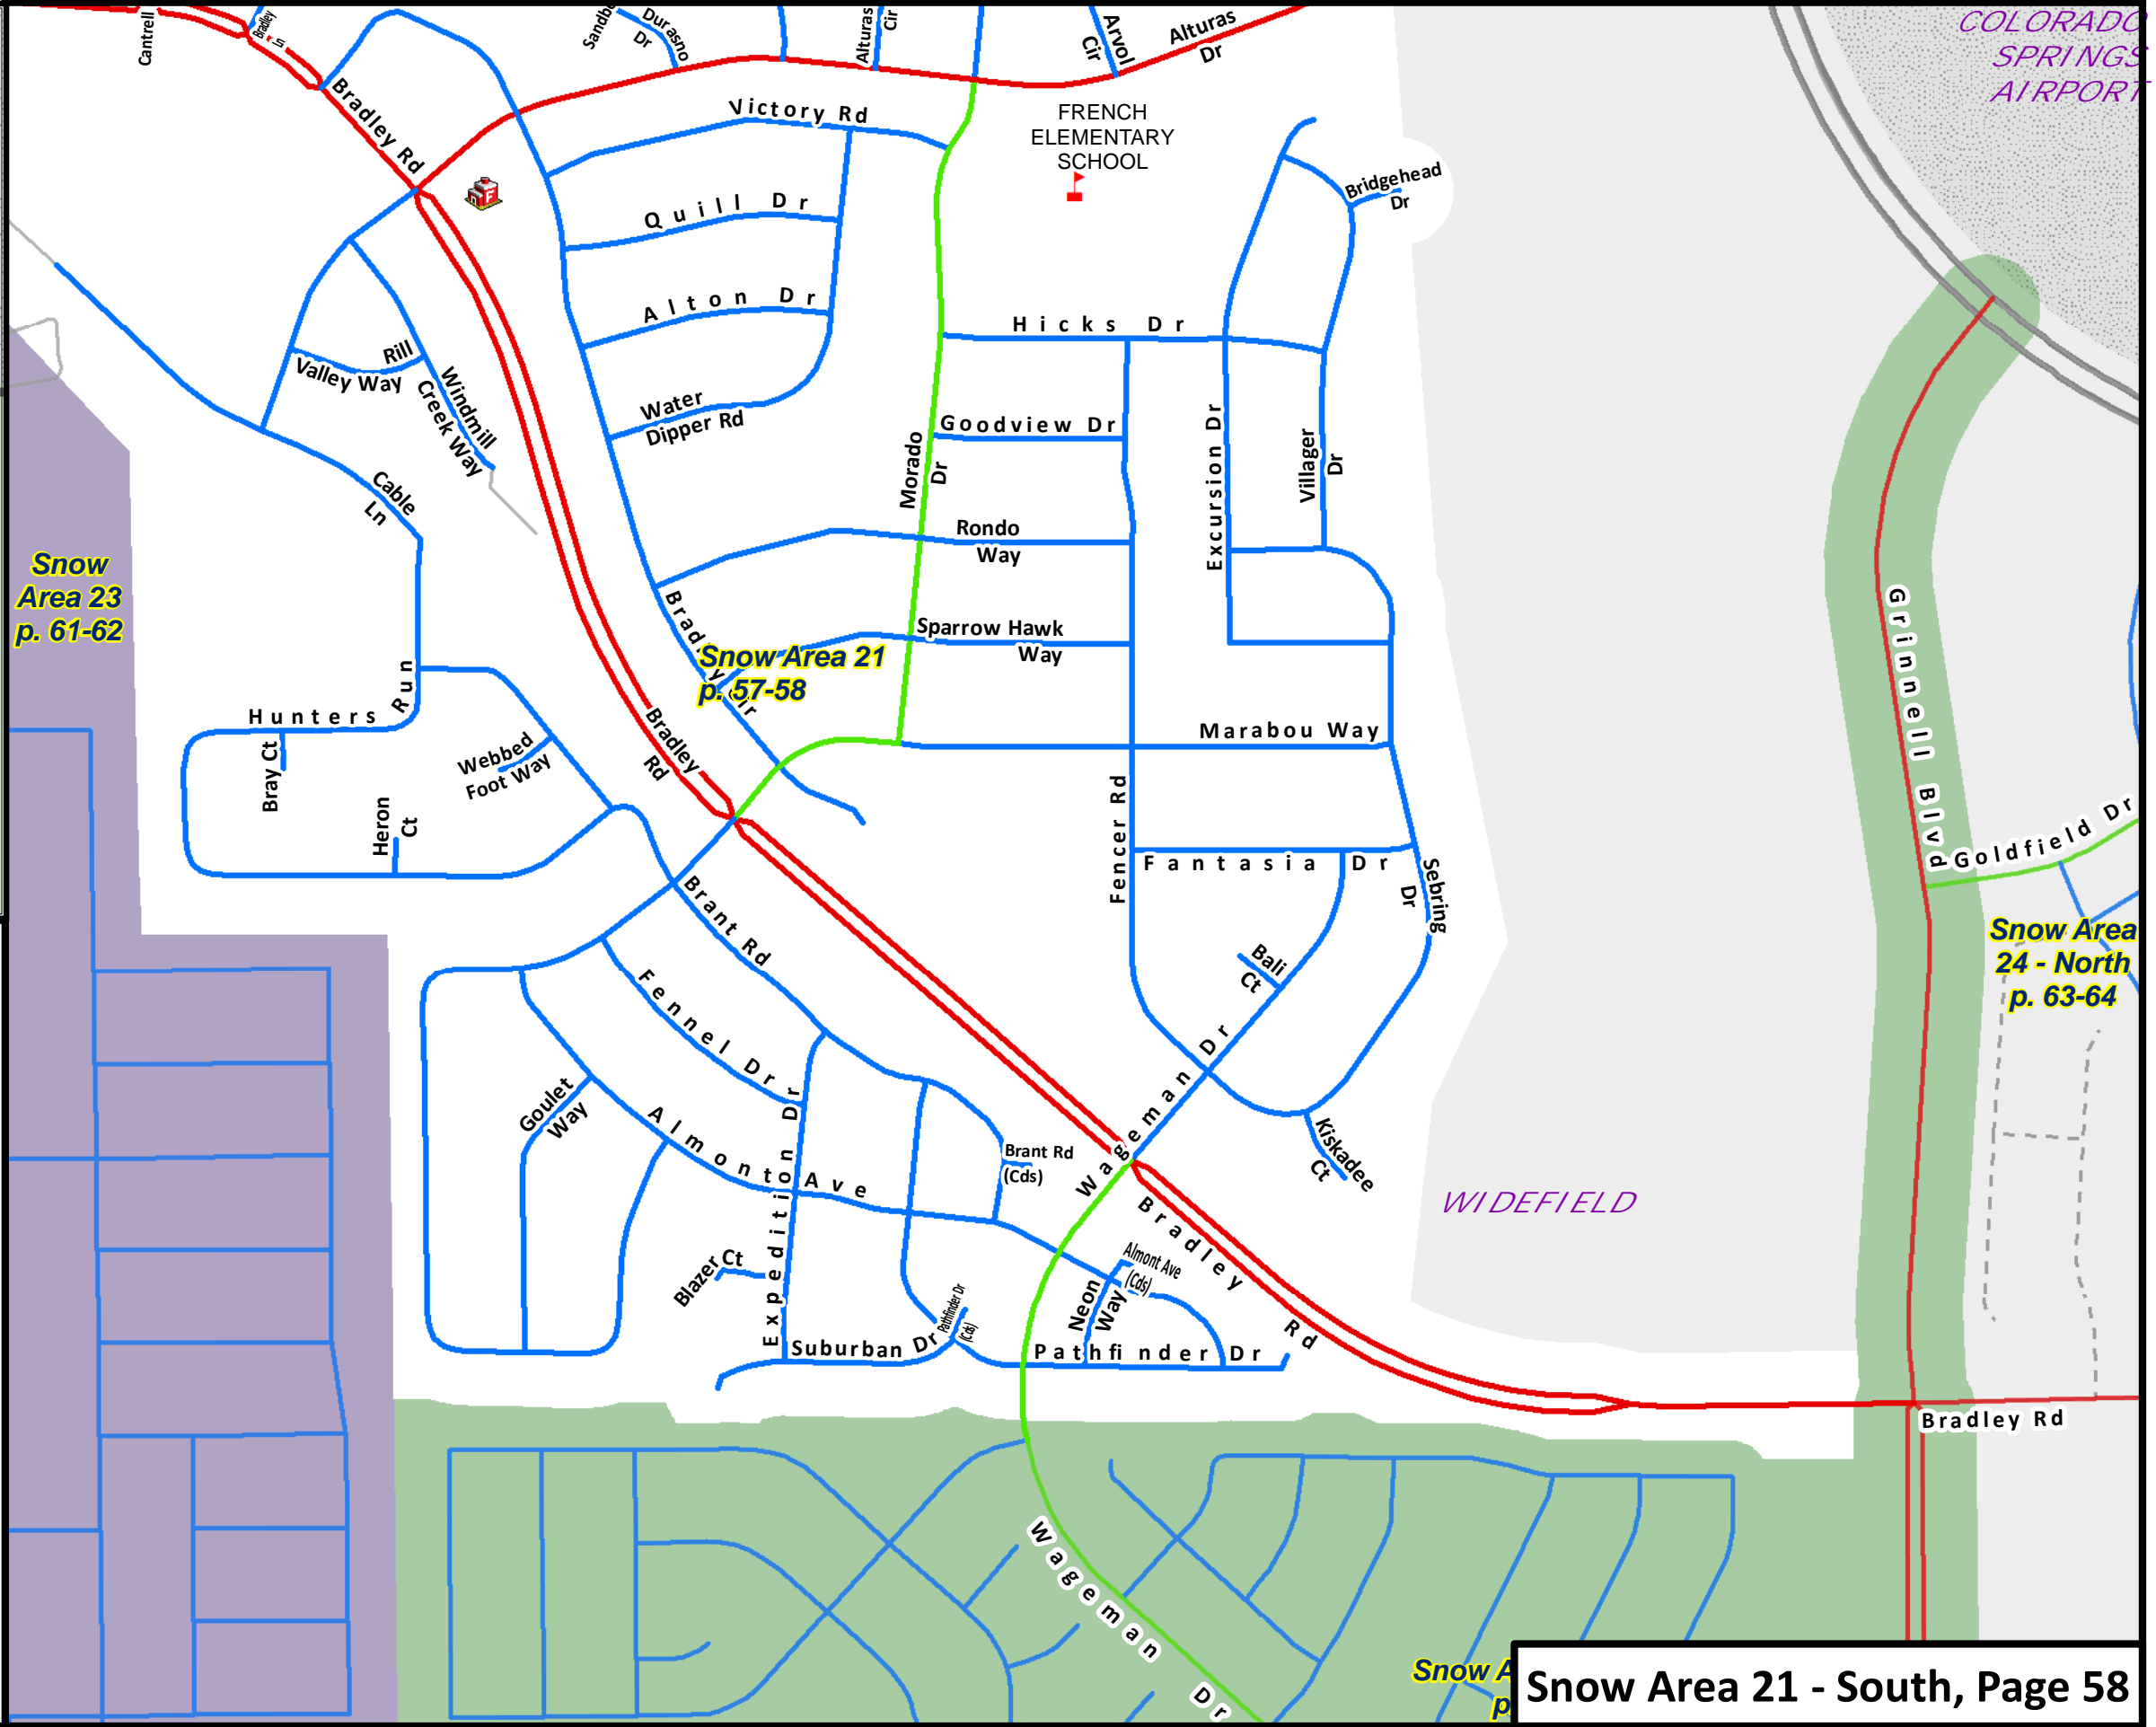 COLORADO
SPRINGS
AIRPORT
Cantrell
Bradley
Ln
Durasno
Dr
Alturas
Cir
Arvol
Cir
Alturas
Dr
Bradley Rd
Victory Rd
FRENCH
ELEMENTARY
SCHOOL
F
Bridgehead
Dr
Quill Dr
Alton Dr
Hicks Dr
Rill
Valley Way
Windmill
Creek Way
Water
Dipper Rd
Goodview Dr
Morado
Dr
Excursion Dr
Villager
Dr
Cable
Ln
Rondo
Way
Snow
Area 23
p. 61-62
Bradley Cir
Sparrow Hawk
Way
Snow Area 21
p. 57-58
Grinnell Blvd
Hunters Run
Bradley
Rd
Marabou Way
Bray Ct
Webbed
Foot Way
Heron
Ct
Fencer Rd
Fantasia Dr
Sebring
Dr
Goldfield Dr
Brant Rd
Snow Area
24 - North
p. 63-64
Bali
Ct
Fennel Dr
Goulet
Way
Almont Ave
Expedition Dr
Wageman Dr
Brant Rd
(Cds)
Kiskadee
Ct
WIDEFIELD
Bradley Rd
Blazer Ct
Almont Ave
(Cds)
Neon
Way
Pathfinder Dr
(Cds)
Suburban Dr
Pathfinder Dr
Bradley Rd
Wageman Dr
Snow A
p.
Snow Area 21 - South, Page 58